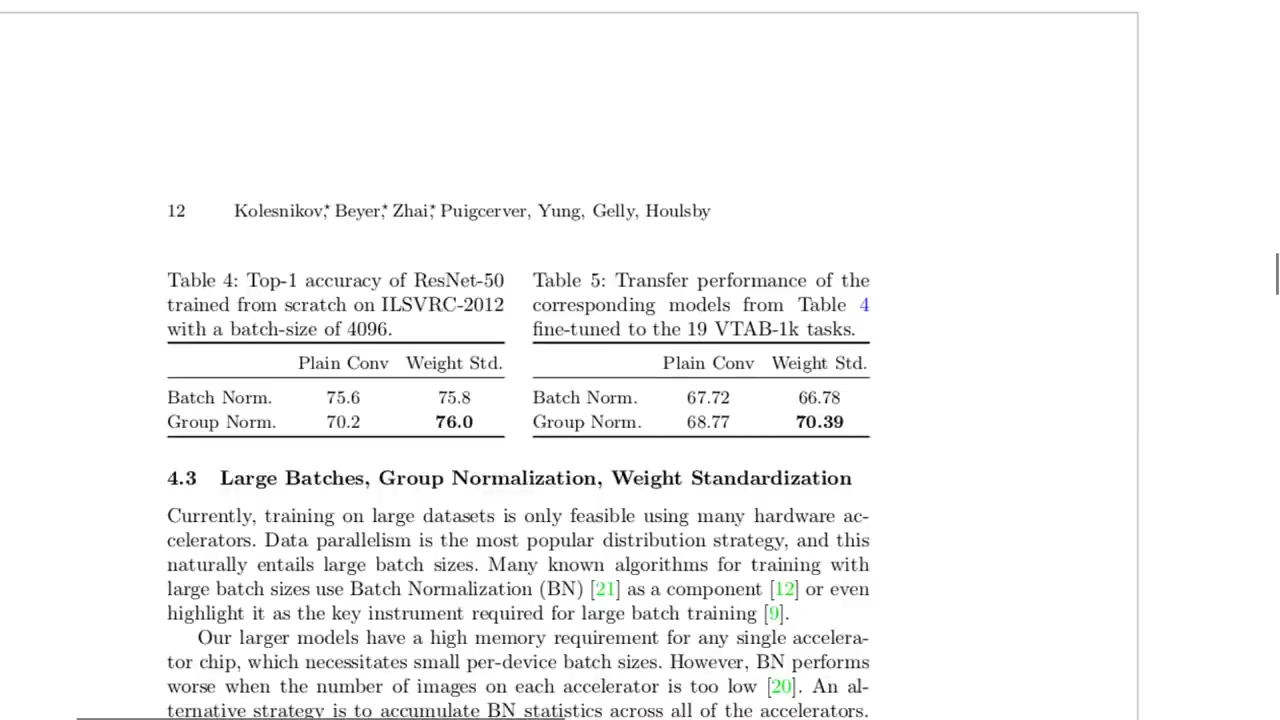 12 Kolesnikov⋆, Beyer⋆, Zhai⋆, Puigcerver, Yung, Gelly, Houlsby
Table 4: Top-1 accuracy of ResNet-50
trained from scratch on ILSVRC-2012
with a batch-size of 4096.
Plain Conv Weight Std.
Batch Norm. 75.6 75.8
Group Norm. 70.2 76.0
Table 5: Transfer performance of the
corresponding models from Table 4
fine-tuned to the 19 VTAB-1k tasks.
Plain Conv Weight Std.
Batch Norm. 67.72 66.78
Group Norm. 68.77 70.39
4.3 Large Batches, Group Normalization, Weight Standardization
Currently, training on large datasets is only feasible using many hardware ac-
celerators. Data parallelism is the most popular distribution strategy, and this
naturally entails large batch sizes. Many known algorithms for training with
large batch sizes use Batch Normalization (BN) [21] as a component [12] or even
highlight it as the key instrument required for large batch training [9].
Our larger models have a high memory requirement for any single accelera-
tor chip, which necessitates small per-device batch sizes. However, BN performs
worse when the number of images on each accelerator is too low [20]. An al-
ternative strategy is to accumulate BN statistics across all of the accelerators.